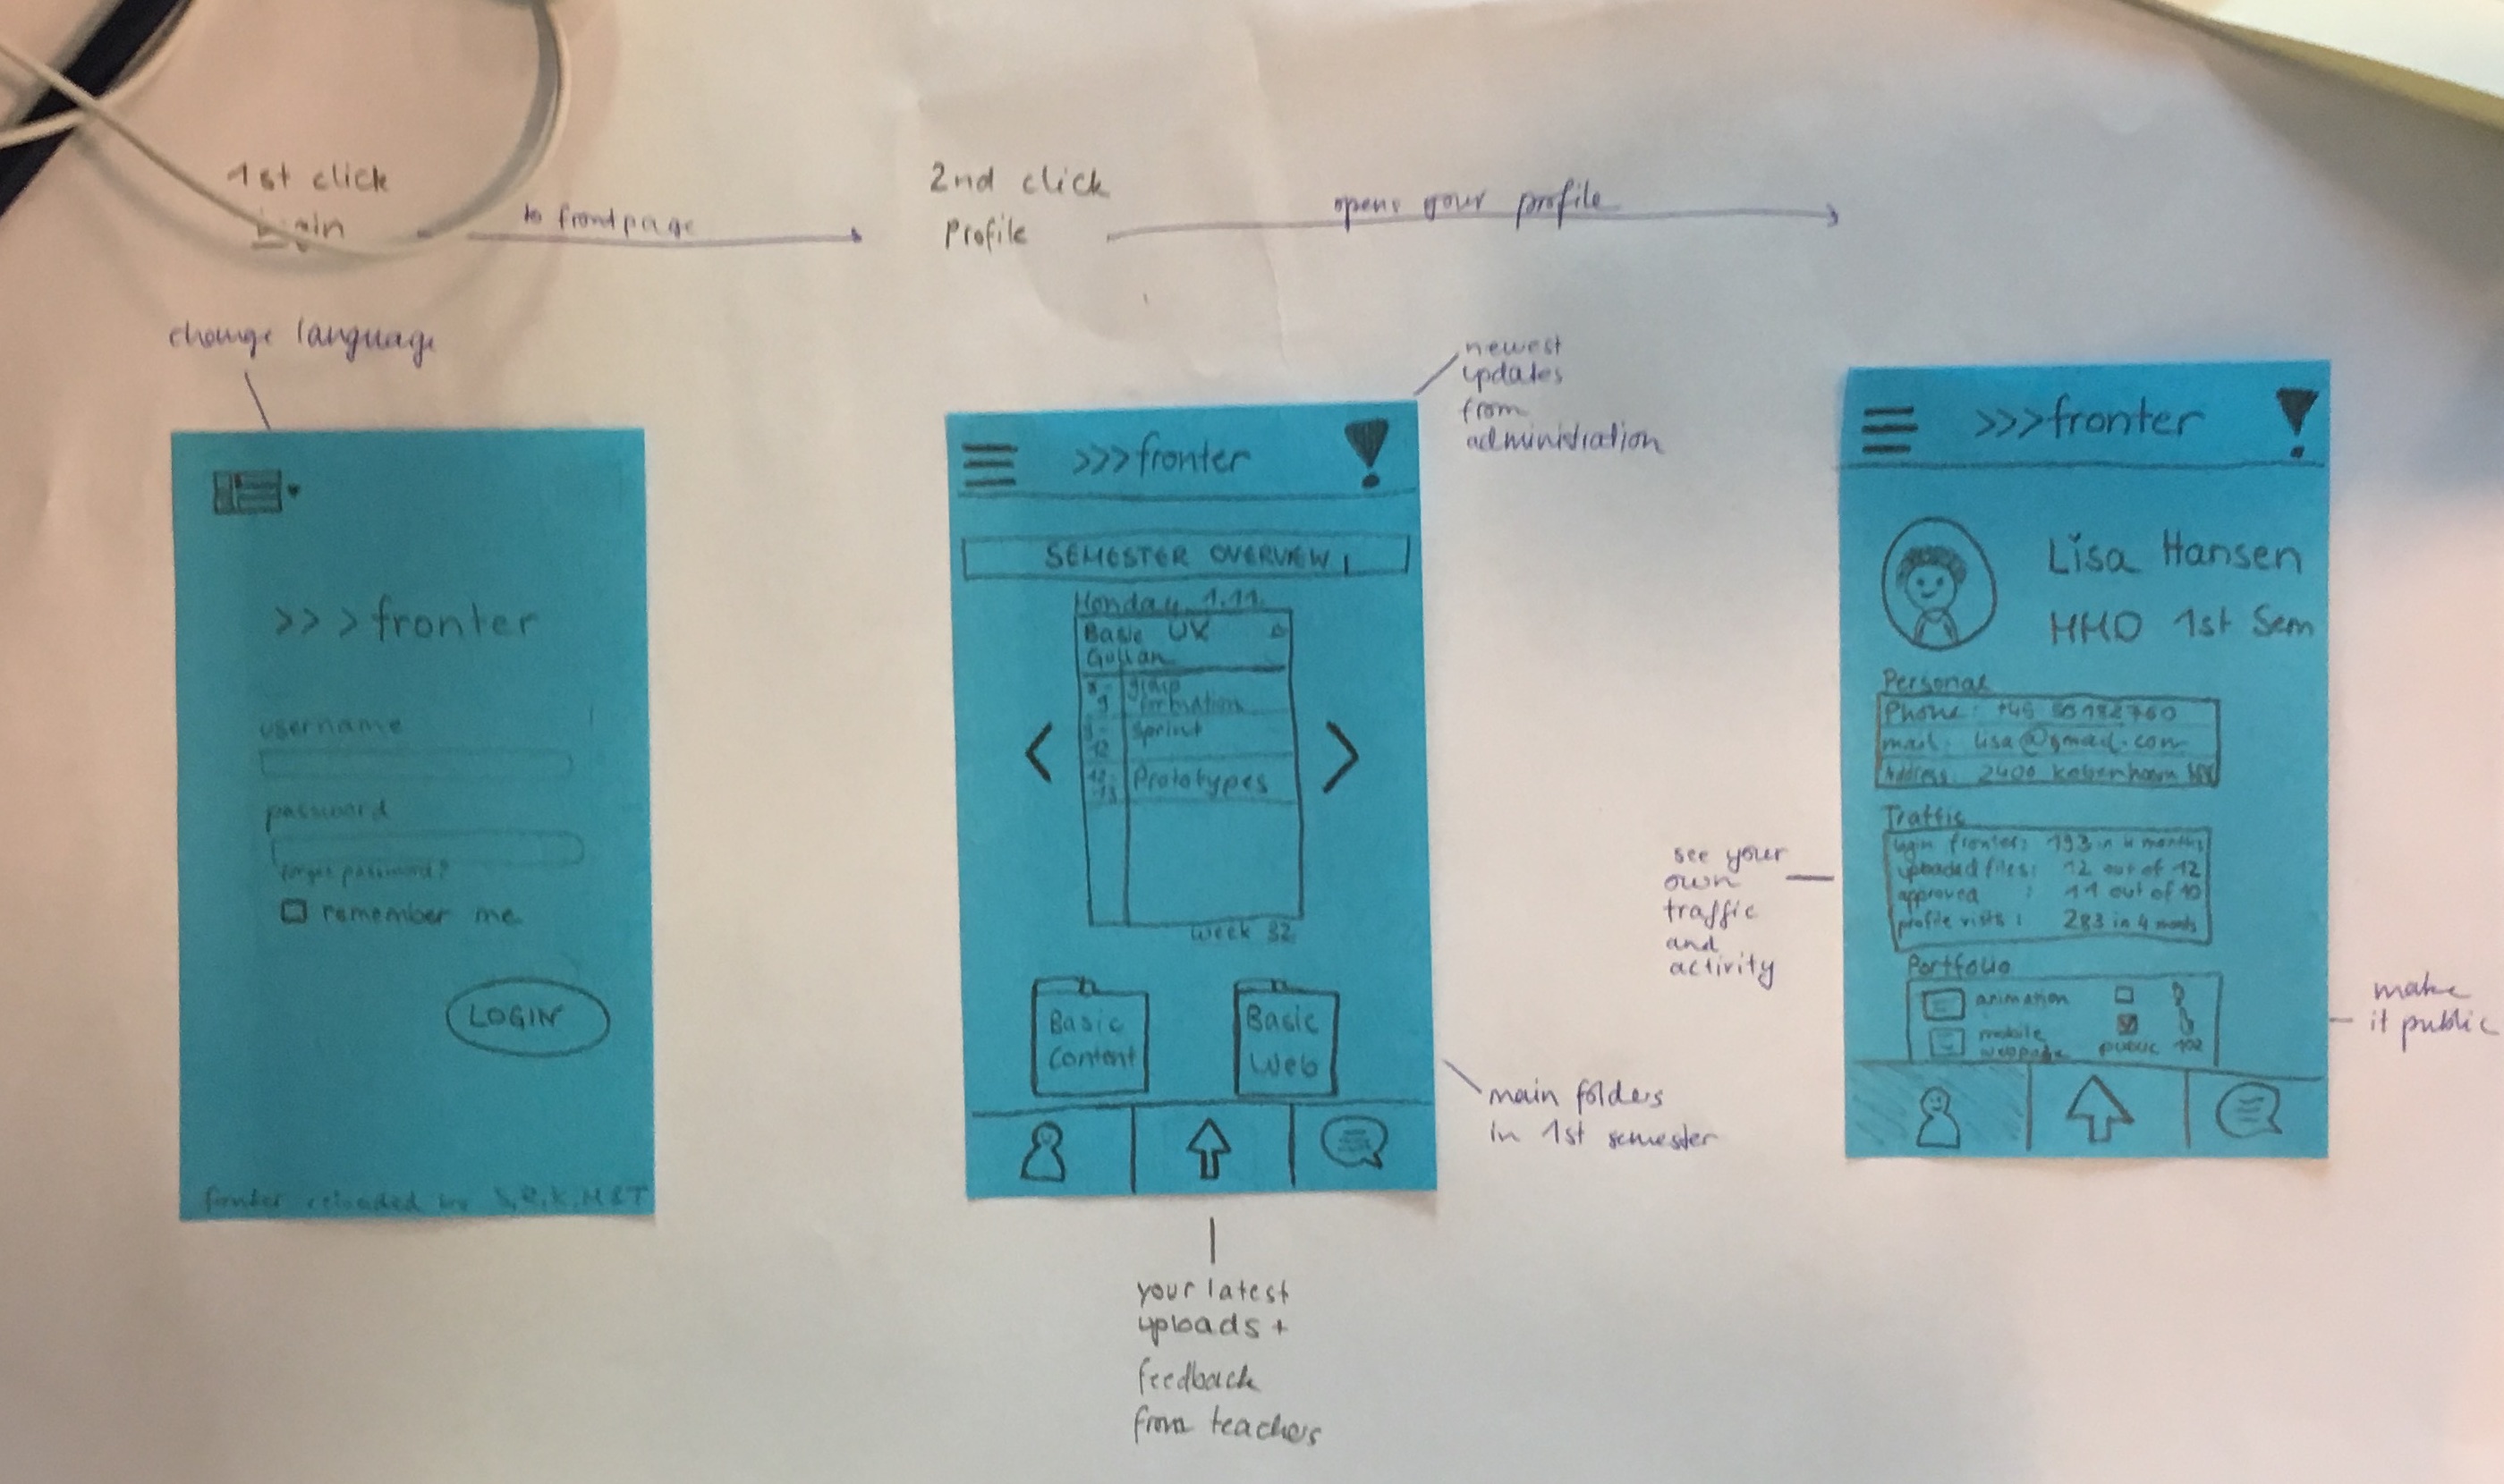 1st click
login
to frontpage
2nd click
Profile
opens your profile
change language
>>>fronter
username
password
forgot password?
remember me
LOGIN
fronter reloaded by S, R, K, M & T
newest
updates
from
administration
>>>fronter
SEMESTER OVERVIEW
Monday 1.11.
Basic UX
8-9 group formation
9-12 Sprint
12-13 Prototypes
week 32
Basic
Content
Basic
Web
main folders
in 1st semester
your latest
uploads +
feedback
from teachers
>>>fronter
Lisa Hansen
MMD 1st Sem
Personal
Phone: +45
mail: lisa@gmail.com
Address: 2400 København NV
Traffic
login fronter: 193 in 4 months
uploaded files: 12 out of 12
approved : 11 out of 10
profile visits : 283 in 4 months
Portfolio
animation
mobile
webpage public 102
see your
own
traffic
and
activity
make
it public